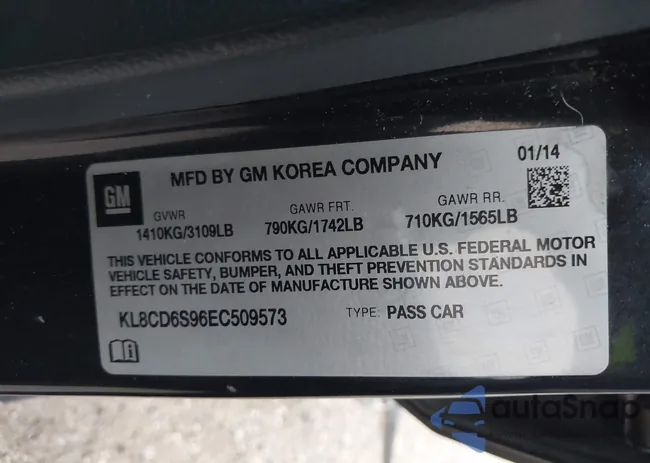 GM
MFD BY GM KOREA COMPANY
01/14
GVWR
1410KG/3109LB
GAWR FRT.
790KG/1742LB
GAWR RR.
710KG/1565LB
THIS VEHICLE CONFORMS TO ALL APPLICABLE U.S. FEDERAL MOTOR
VEHICLE SAFETY, BUMPER, AND THEFT PREVENTION STANDARDS IN
EFFECT ON THE DATE OF MANUFACTURE SHOWN ABOVE.
KL8CD6S96EC509573
TYPE: PASS CAR
autoSnap